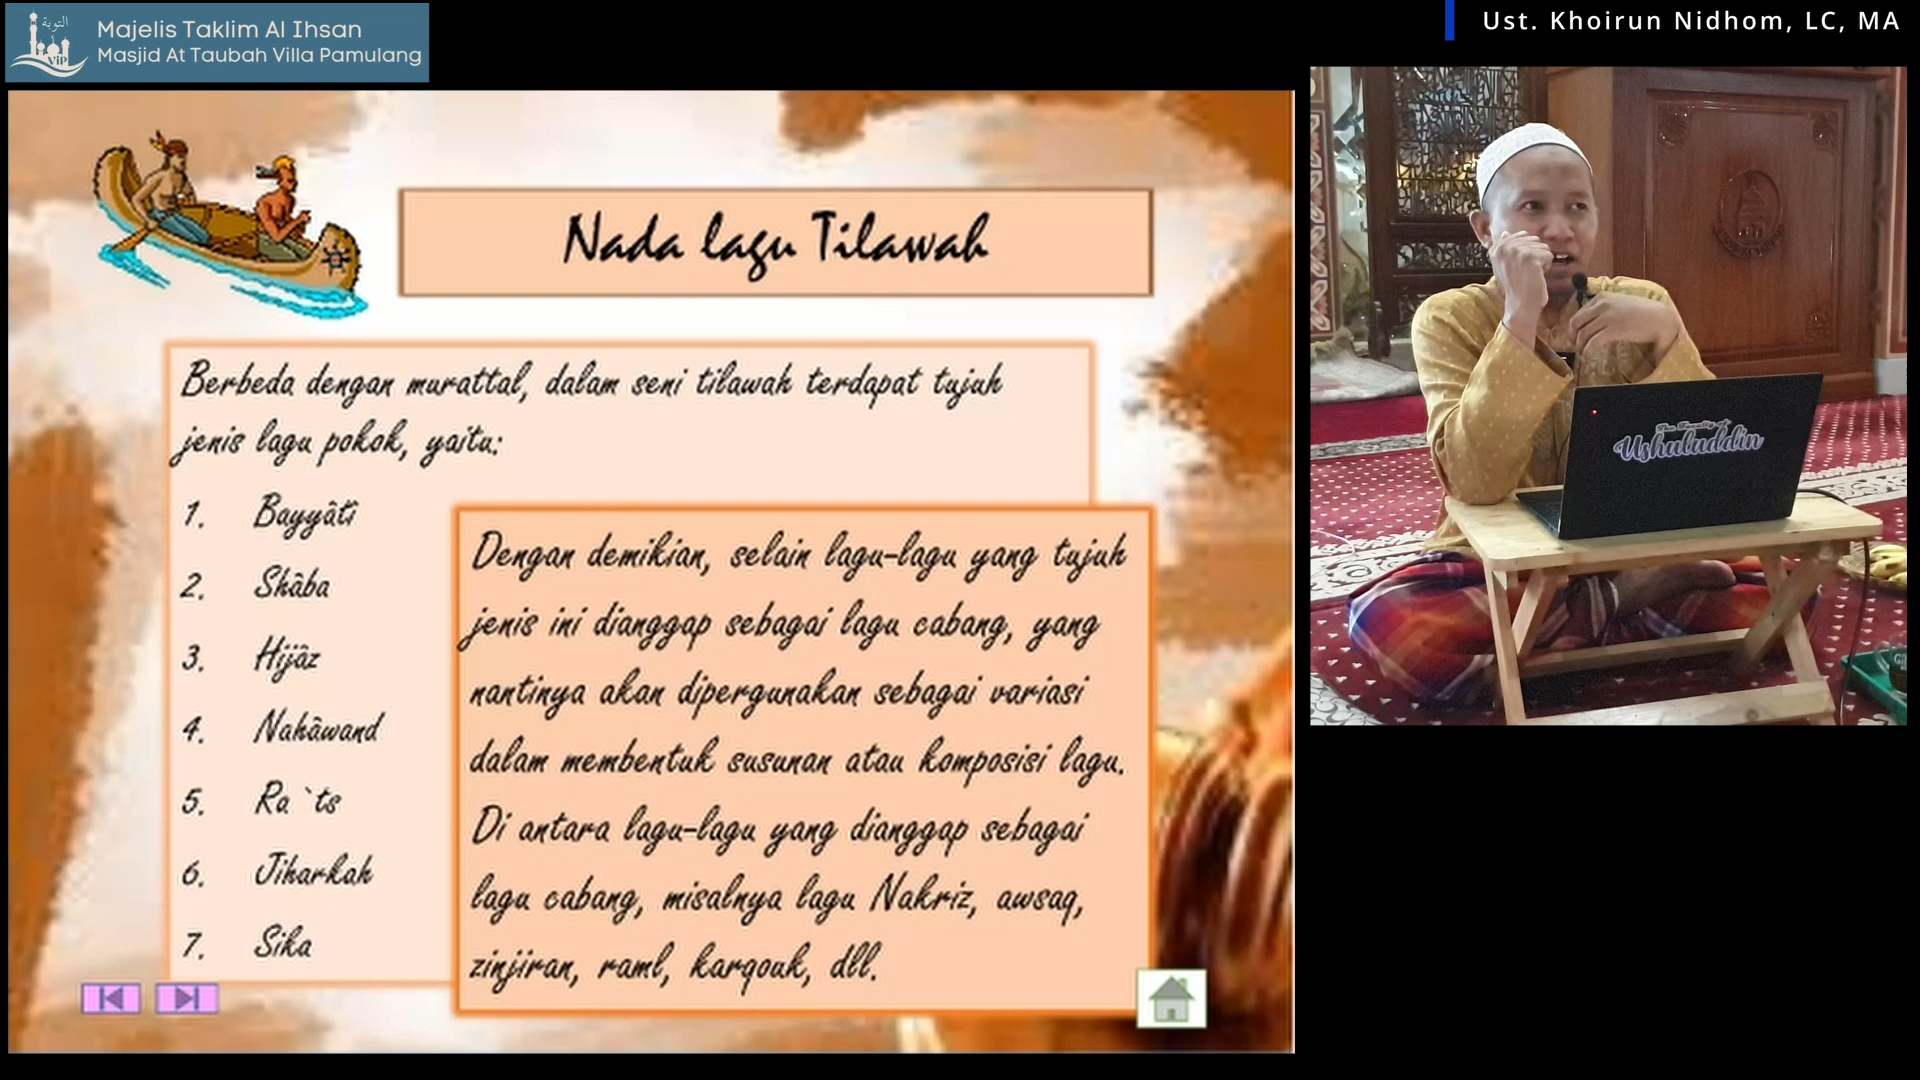 التوبة
VIP
Majelis Taklim Al Ihsan
Masjid At Taubah Villa Pamulang
Ust. Khoirun Nidhom, LC, MA
Nada lagu Tilawah
Berbeda dengan murattal, dalam seni tilawah terdapat tujuh
jenis lagu pokok, yaitu:
1. Bayyâtî
2. Shâba
3. Hijâz
4. Nahâwand
5. Ra `ts
6. Jiharkah
7. Sika
Dengan demikian, selain lagu-lagu yang tujuh
jenis ini dianggap sebagai lagu cabang, yang
nantinya akan dipergunakan sebagai variasi
dalam membentuk susunan atau komposisi lagu.
Di antara lagu-lagu yang dianggap sebagai
lagu cabang, misalnya lagu Nakriz, awsaq,
zinjiran, raml, karqouk, dll.
Ushuluddin